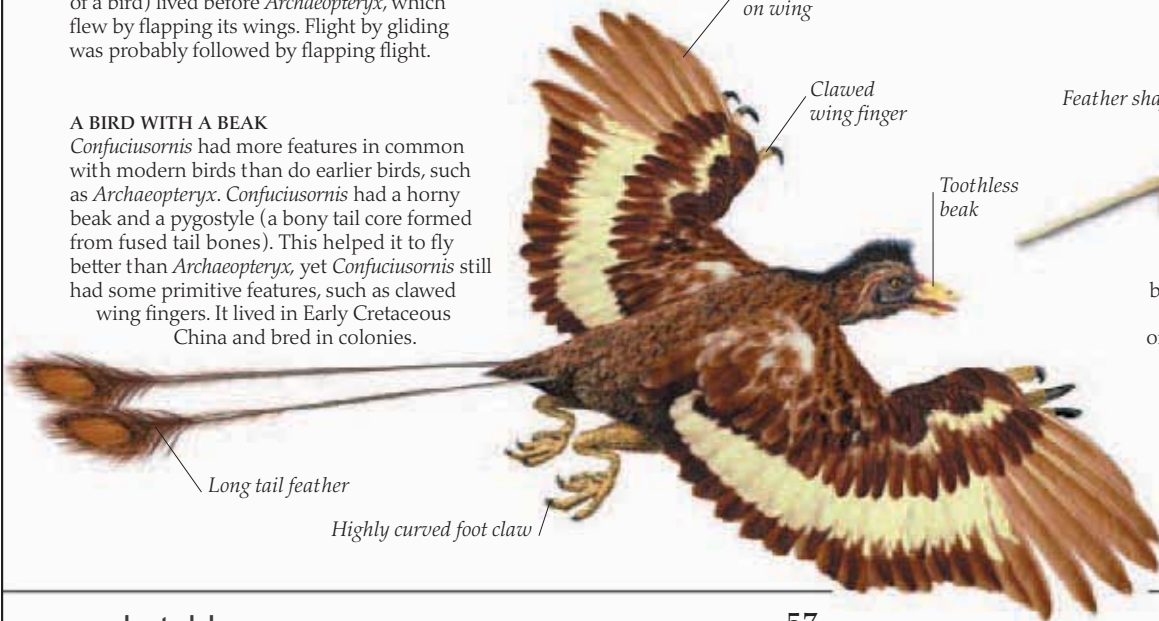 of a bird) lived before Archaeopteryx, which
flew by flapping its wings. Flight by gliding
was probably followed by flapping flight.
on wing
Clawed
wing finger
Feather
A BIRD WITH A BEAK
Confuciusornis had more features in common
with modern birds than do earlier birds, such
as Archaeopteryx. Confuciusornis had a horny
beak and a pygostyle (a bony tail core formed
from fused tail bones). This helped it to fly
better than Archaeopteryx, yet Confuciusornis still
had some primitive features, such as clawed
wing fingers. It lived in Early Cretaceous
China and bred in colonies.
Toothless
beak
Long tail feather
Highly curved foot claw
57